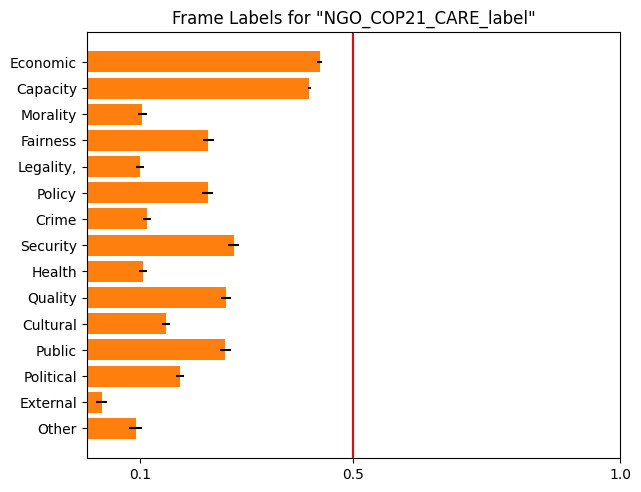 Frame Labels for "NGO_COP21_CARE_label"
Economic
Capacity
Morality
Fairness
Legality,
Policy
Crime
Security
Health
Quality
Cultural
Public
Political
External
Other
0.1 0.5 1.0